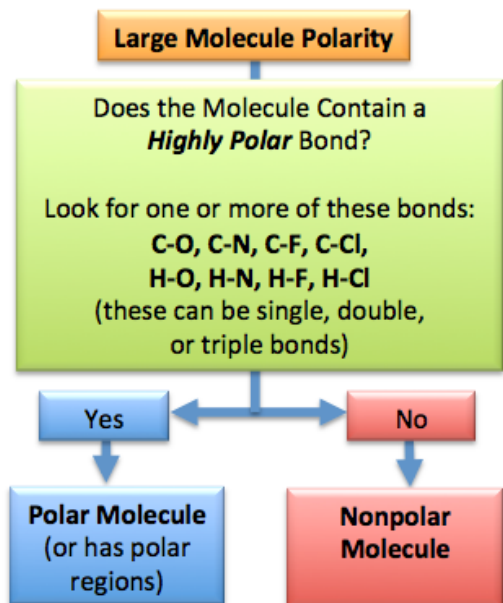 Large Molecule Polarity
Does the Molecule Contain a
Highly Polar Bond?
Look for one or more of these bonds:
C-O, C-N, C-F, C-Cl,
H-O, H-N, H-F, H-Cl
(these can be single, double,
or triple bonds)
Yes
No
Polar Molecule
(or has polar
regions)
Nonpolar
Molecule